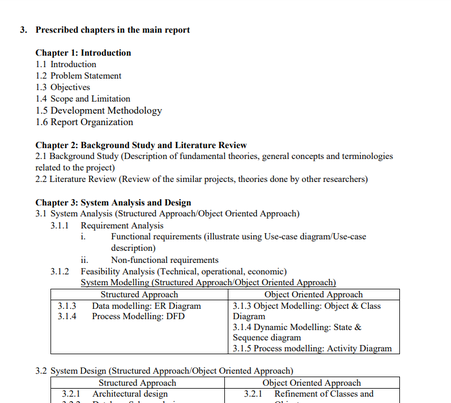 3. Prescribed chapters in the main report
Chapter 1: Introduction
1.1 Introduction
1.2 Problem Statement
1.3 Objectives
1.4 Scope and Limitation
1.5 Development Methodology
1.6 Report Organization
Chapter 2: Background Study and Literature Review
2.1 Background Study (Description of fundamental theories, general concepts and terminologies
related to the project)
2.2 Literature Review (Review of the similar projects, theories done by other researchers)
Chapter 3: System Analysis and Design
3.1 System Analysis (Structured Approach/Object Oriented Approach)
3.1.1 Requirement Analysis
i. Functional requirements (illustrate using Use-case diagram/Use-case
description)
ii. Non-functional requirements
3.1.2 Feasibility Analysis (Technical, operational, economic)
System Modelling (Structured Approach/Object Oriented Approach)
Structured Approach
3.1.3 Data modelling: ER Diagram
3.1.4 Process Modelling: DFD
Object Oriented Approach
3.1.3 Object Modelling: Object & Class
Diagram
3.1.4 Dynamic Modelling: State &
Sequence diagram
3.1.5 Process modelling: Activity Diagram
3.2 System Design (Structured Approach/Object Oriented Approach)
Structured Approach
3.2.1 Architectural design
Object Oriented Approach
3.2.1 Refinement of Classes and